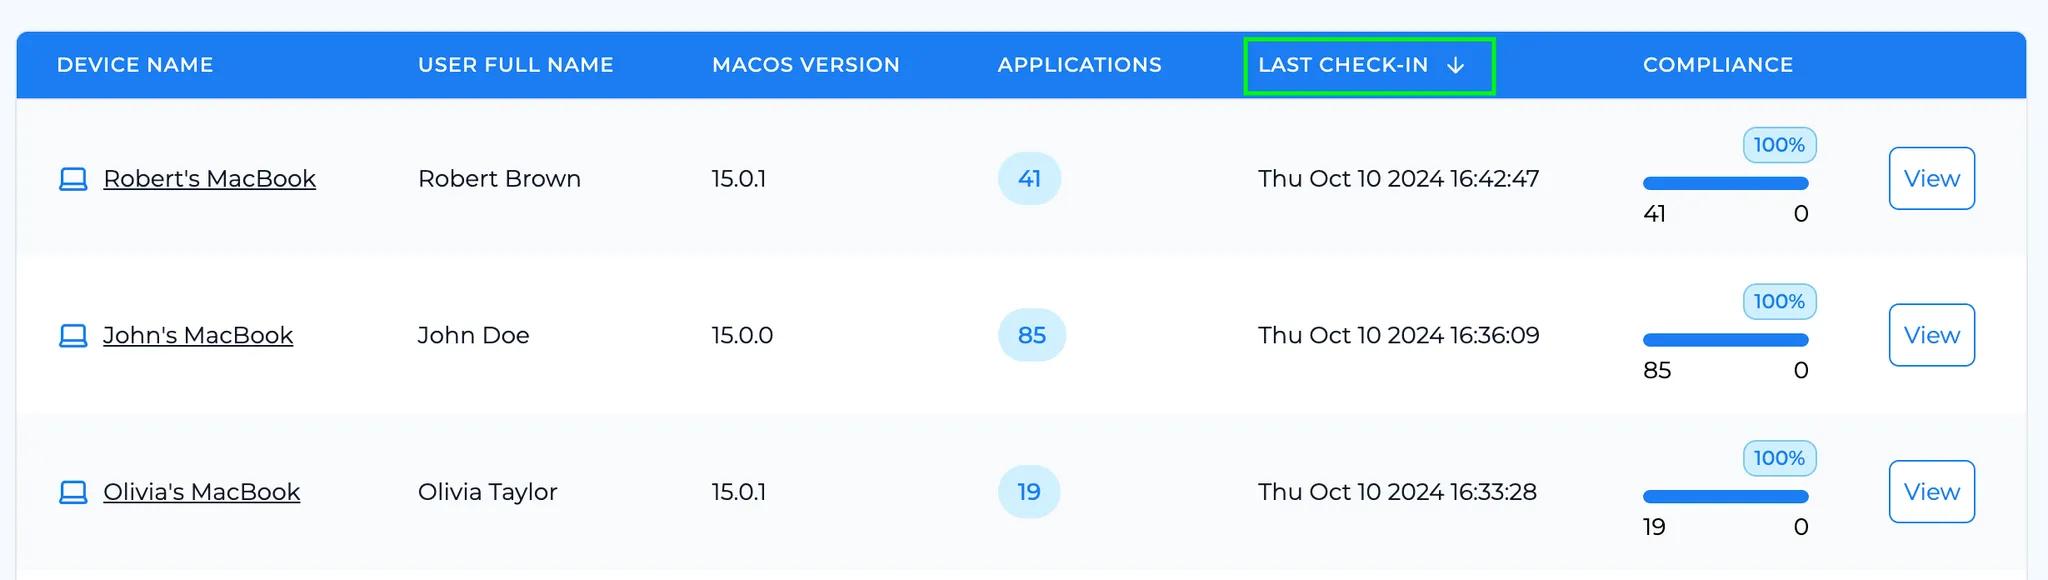 DEVICE NAME USER FULL NAME MACOS VERSION APPLICATIONS LAST CHECK-IN ↓ COMPLIANCE
100%
Robert's MacBook Robert Brown 15.0.1 41 Thu Oct 10 2024 16:42:47 View
41 0
100%
John's MacBook John Doe 15.0.0 85 Thu Oct 10 2024 16:36:09 View
85 0
100%
Olivia's MacBook Olivia Taylor 15.0.1 19 Thu Oct 10 2024 16:33:28 View
19 0